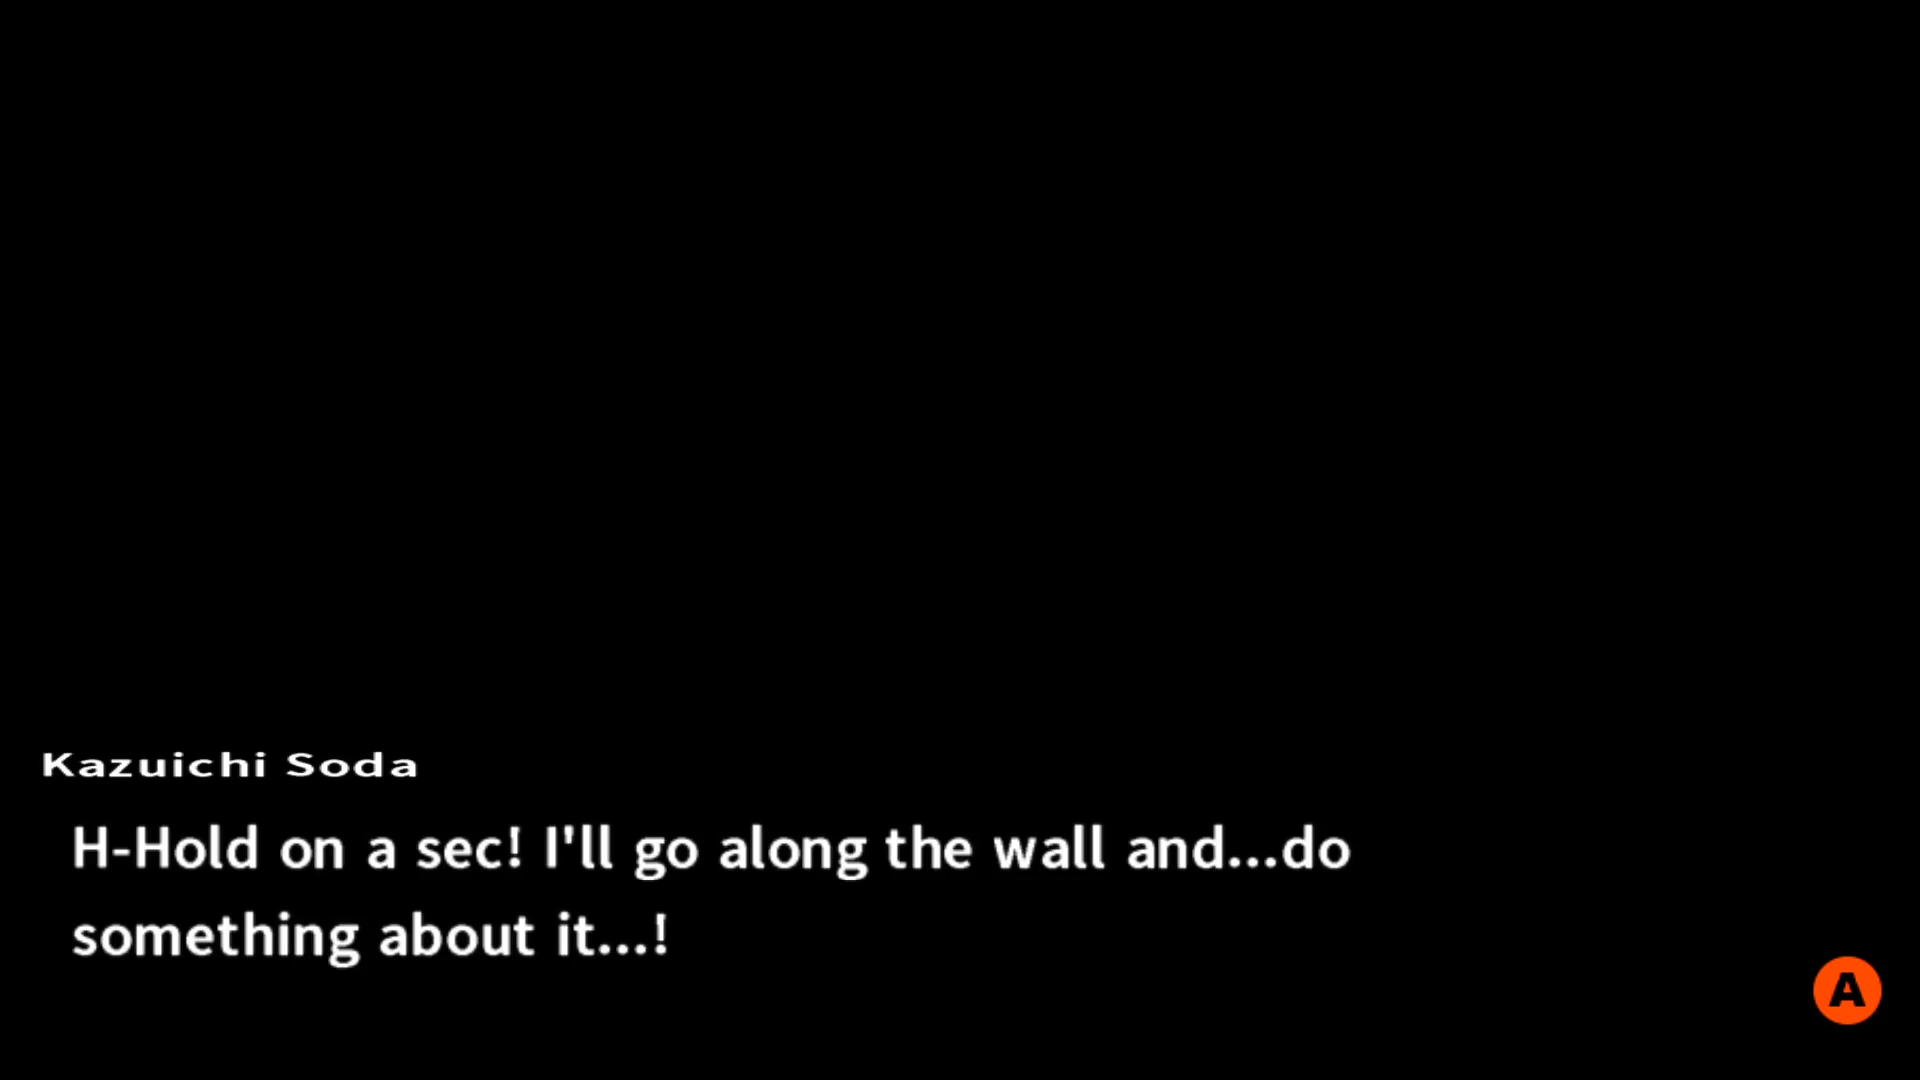 Kazuichi Soda
H-Hold on a sec! I'll go along the wall and...do
something about it...!
A